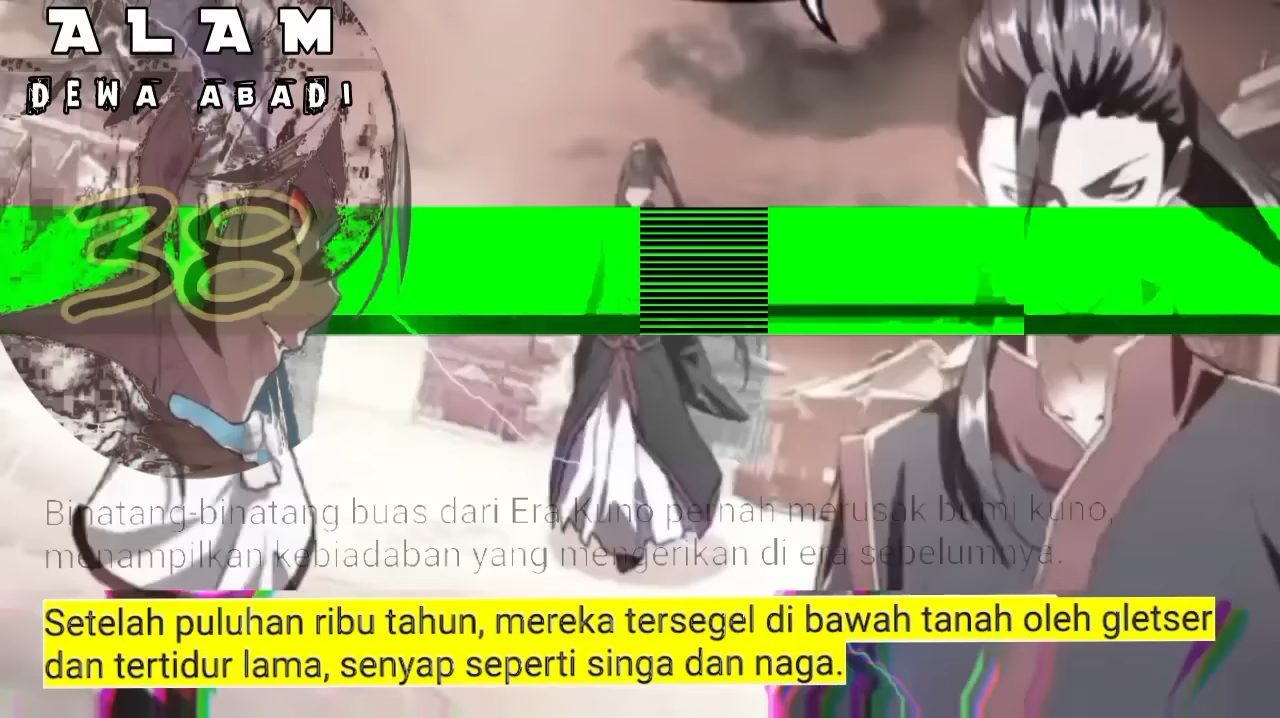 ALAM
DEWA ABADI
38
Binatang-binatang buas dari Era Kuno pernah merusak bumi kuno,
menampilkan kebiadaban yang mengerikan di era sebelumnya.
Setelah puluhan ribu tahun, mereka tersegel di bawah tanah oleh gletser
dan tertidur lama, senyap seperti singa dan naga.